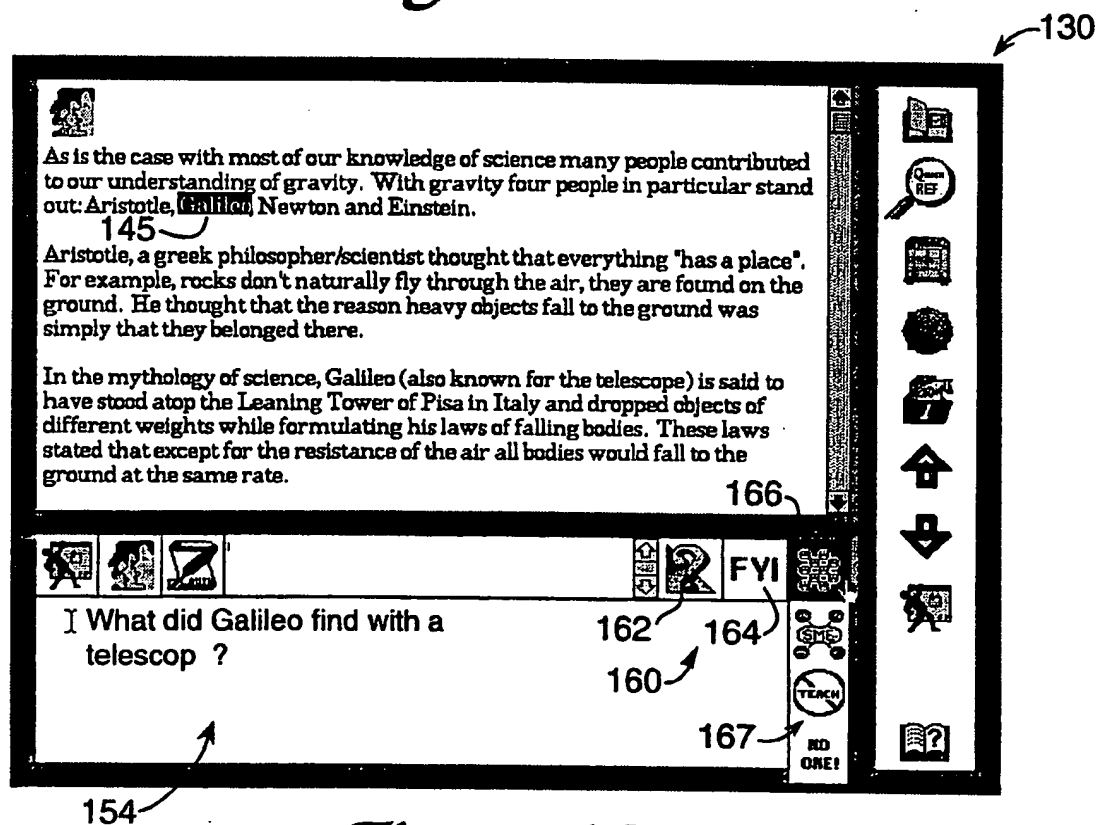 130
As is the case with most of our knowledge of science many people contributed
to our understanding of gravity. With gravity four people in particular stand
out: Aristotle, Galileo, Newton and Einstein.
145
Aristotle, a greek philosopher/scientist thought that everything "has a place".
For example, rocks don't naturally fly through the air, they are found on the
ground. He thought that the reason heavy objects fall to the ground was
simply that they belonged there.
In the mythology of science, Galileo (also known for the telescope) is said to
have stood atop the Leaning Tower of Pisa in Italy and dropped objects of
different weights while formulating his laws of falling bodies. These laws
stated that except for the resistance of the air all bodies would fall to the
ground at the same rate.
QUICK
REF.
1
166
FYI
What did Galileo find with a
telescop ?
162
164
160
SME
TEACH
167
NO
ONE!
?
154